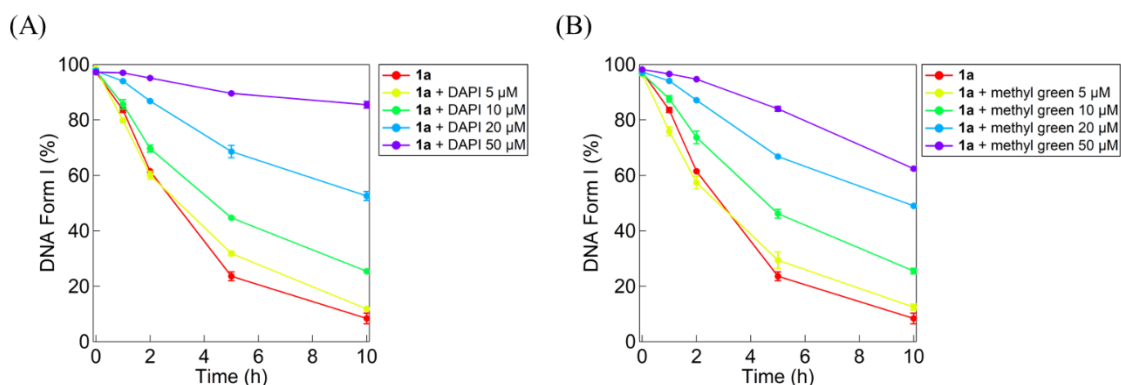 (A)
DNA Form I (%)
100
80
60
40
20
0
0 2 4 6 8 10
Time (h)
1a
1a + DAPI 5 μM
1a + DAPI 10 μM
1a + DAPI 20 μM
1a + DAPI 50 μM
(B)
DNA Form I (%)
100
80
60
40
20
0
0 2 4 6 8 10
Time (h)
1a
1a + methyl green 5 μM
1a + methyl green 10 μM
1a + methyl green 20 μM
1a + methyl green 50 μM